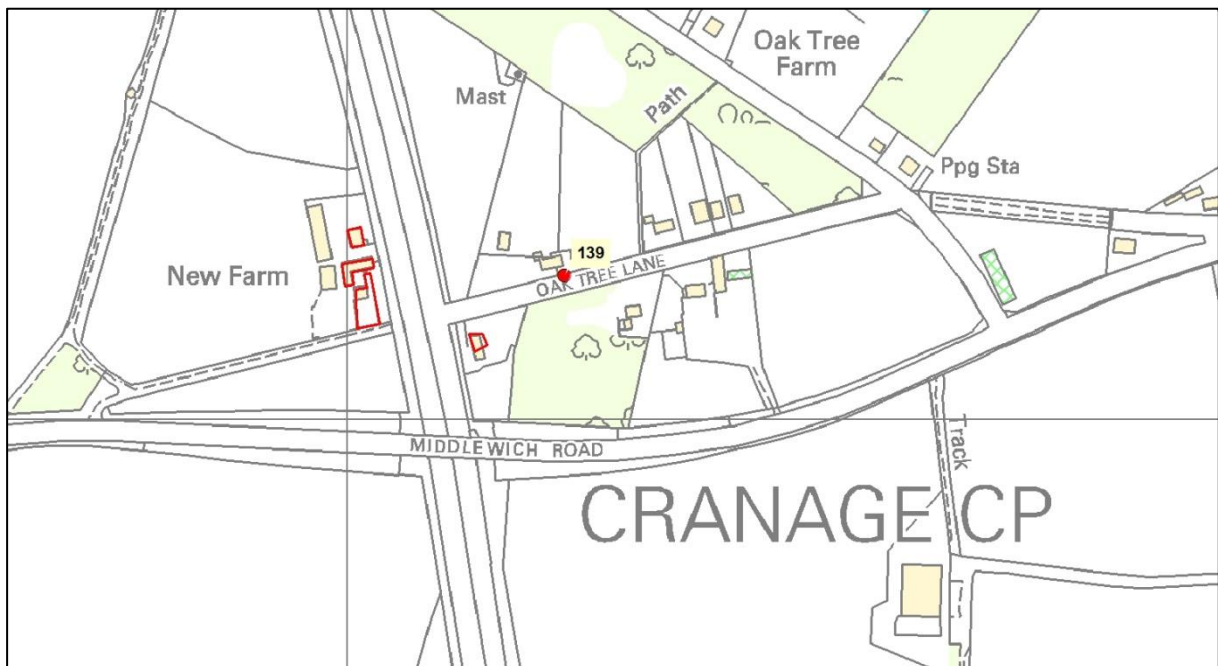 Oak Tree
Farm
Mast
Path
Ppg Sta
New Farm
139
OAK TREE LANE
MIDDLEWICH ROAD
Track
CRANAGE CP